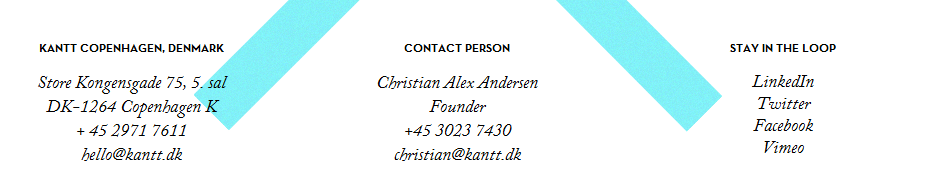 KANTT COPENHAGEN, DENMARK
Store Kongensgade 75, 5. sal
DK-1264 Copenhagen K
+ 45 2971 7611
hello@kantt.dk
CONTACT PERSON
Christian Alex Andersen
Founder
+45 3023 7430
christian@kantt.dk
STAY IN THE LOOP
LinkedIn
Twitter
Facebook
Vimeo